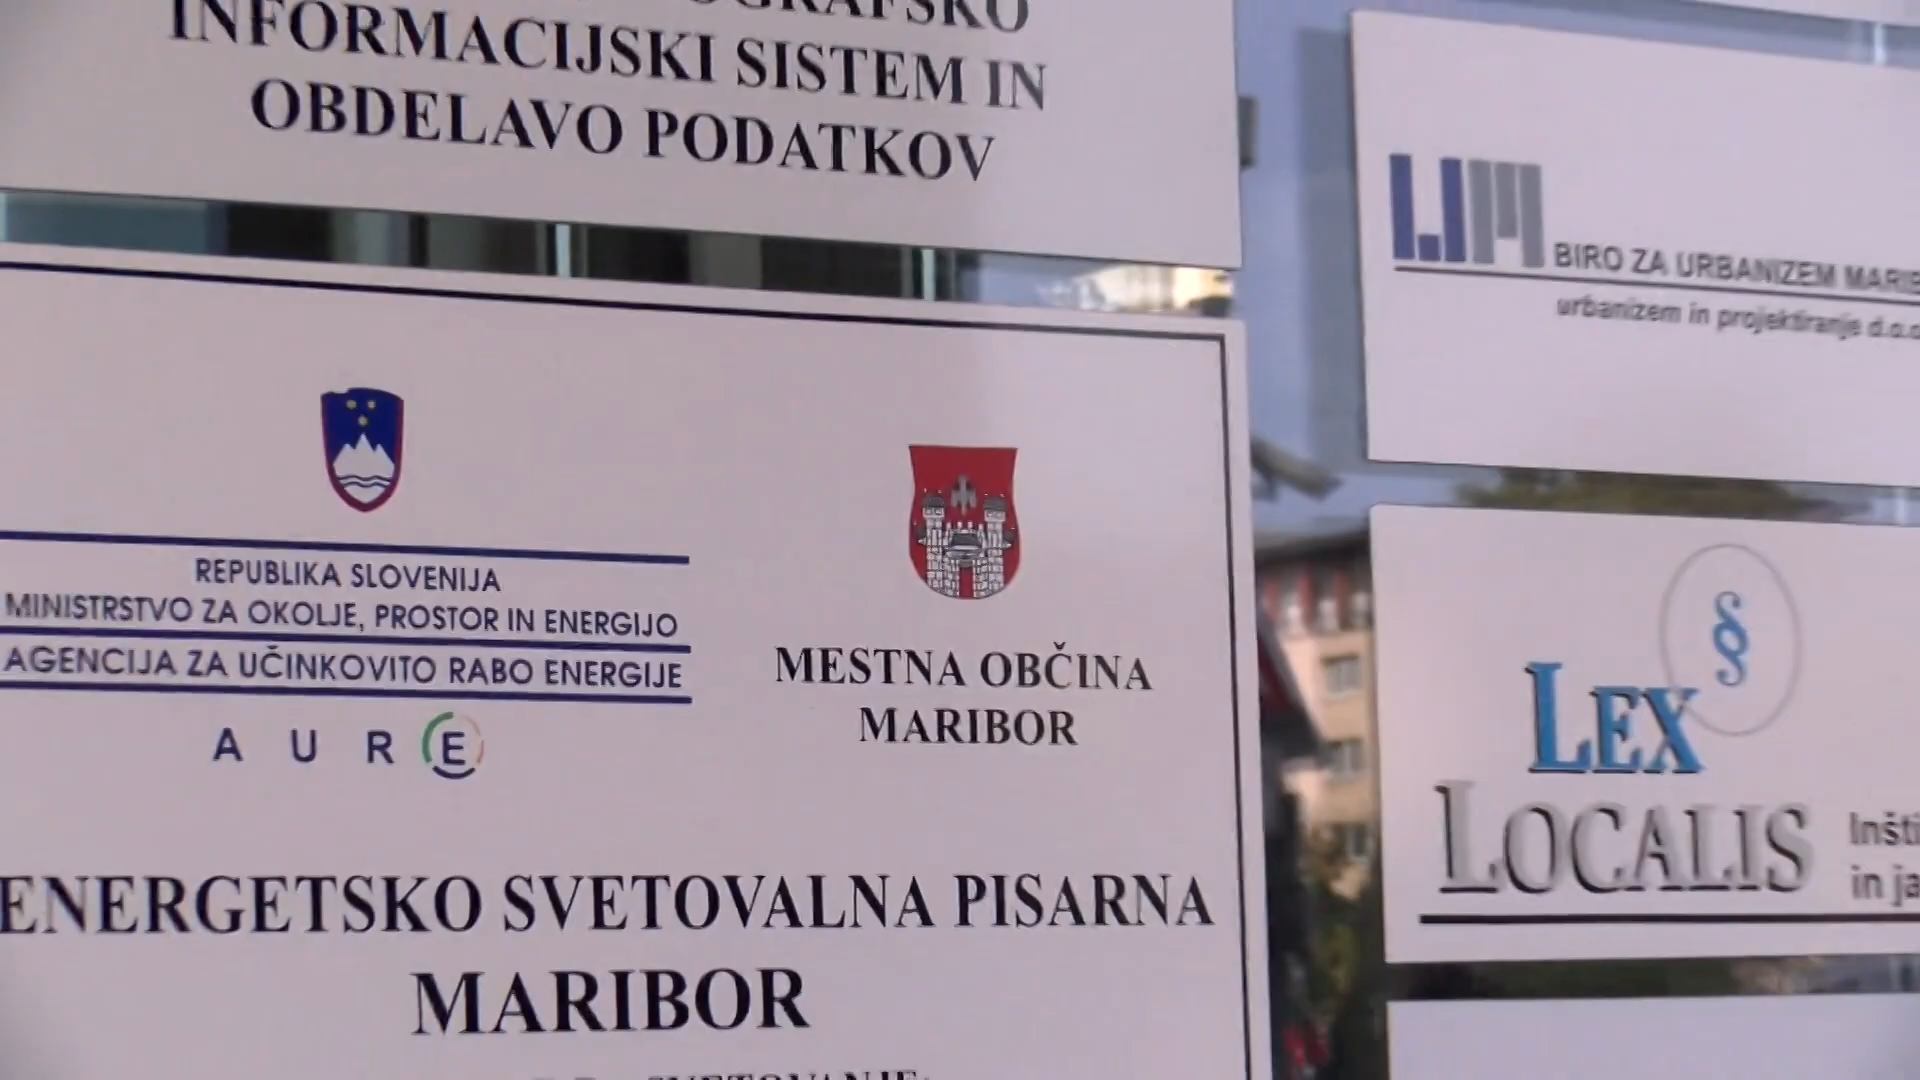 INFORMACIJSKI SISTEM IN
OBDELAVO PODATKOV
REPUBLIKA SLOVENIJA
MINISTRSTVO ZA OKOLJE, PROSTOR IN ENERGIJO
AGENCIJA ZA UČINKOVITO RABO ENERGIJE
A U R E
MESTNA OBČINA
MARIBOR
ENERGETSKO SVETOVALNA PISARNA
MARIBOR
BIRO ZA URBANIZEM
urbanizem in projektiranje d.o.o
§
LEX
LOCALIS
in